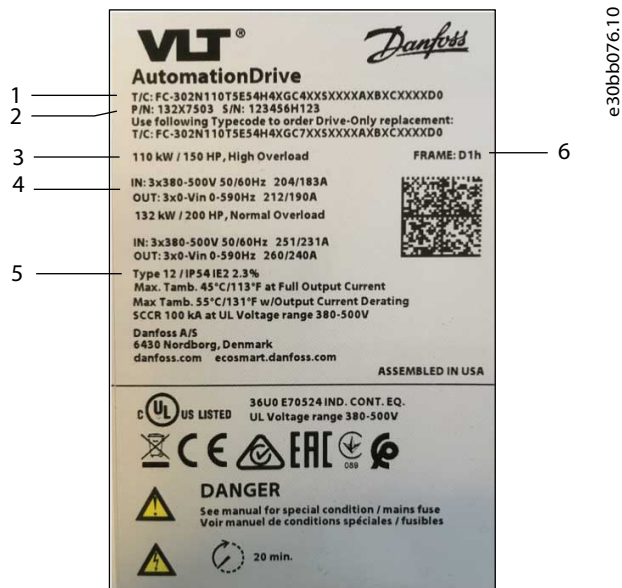 VLT®
Danfoss
AutomationDrive
1
T/C: FC-302N110T5E54H4XGC4XXSXXXXAXBXCXXXXD0
2
P/N: 132X7503 S/N: 123456H123
Use following Typecode to order Drive-Only replacement:
T/C: FC-302N110T5E54H4XGC7XXSXXXXAXBXCXXXXD0
3
110 kW / 150 HP, High Overload
FRAME: D1h
6
4
IN: 3x380-500V 50/60Hz 204/183A
OUT: 3x0-Vin 0-590Hz 212/190A
132 kW / 200 HP, Normal Overload
IN: 3x380-500V 50/60Hz 251/231A
OUT: 3x0-Vin 0-590Hz 260/240A
5
Type 12 / IP54 IE2 2.3%
Max. Tamb. 45°C/113°F at Full Output Current
Max Tamb. 55°C/131°F w/Output Current Derating
SCCR 100 kA at UL Voltage range 380-500V
Danfoss A/S
6430 Nordborg, Denmark
danfoss.com ecosmart.danfoss.com
ASSEMBLED IN USA
C UL US LISTED
36U0 E70524 IND. CONT. EQ.
UL Voltage range 380-500V
CE EAC
089
DANGER
See manual for special condition / mains fuse
Voir manuel de conditions spéciales / fusibles
20 min.
e30bb076.10